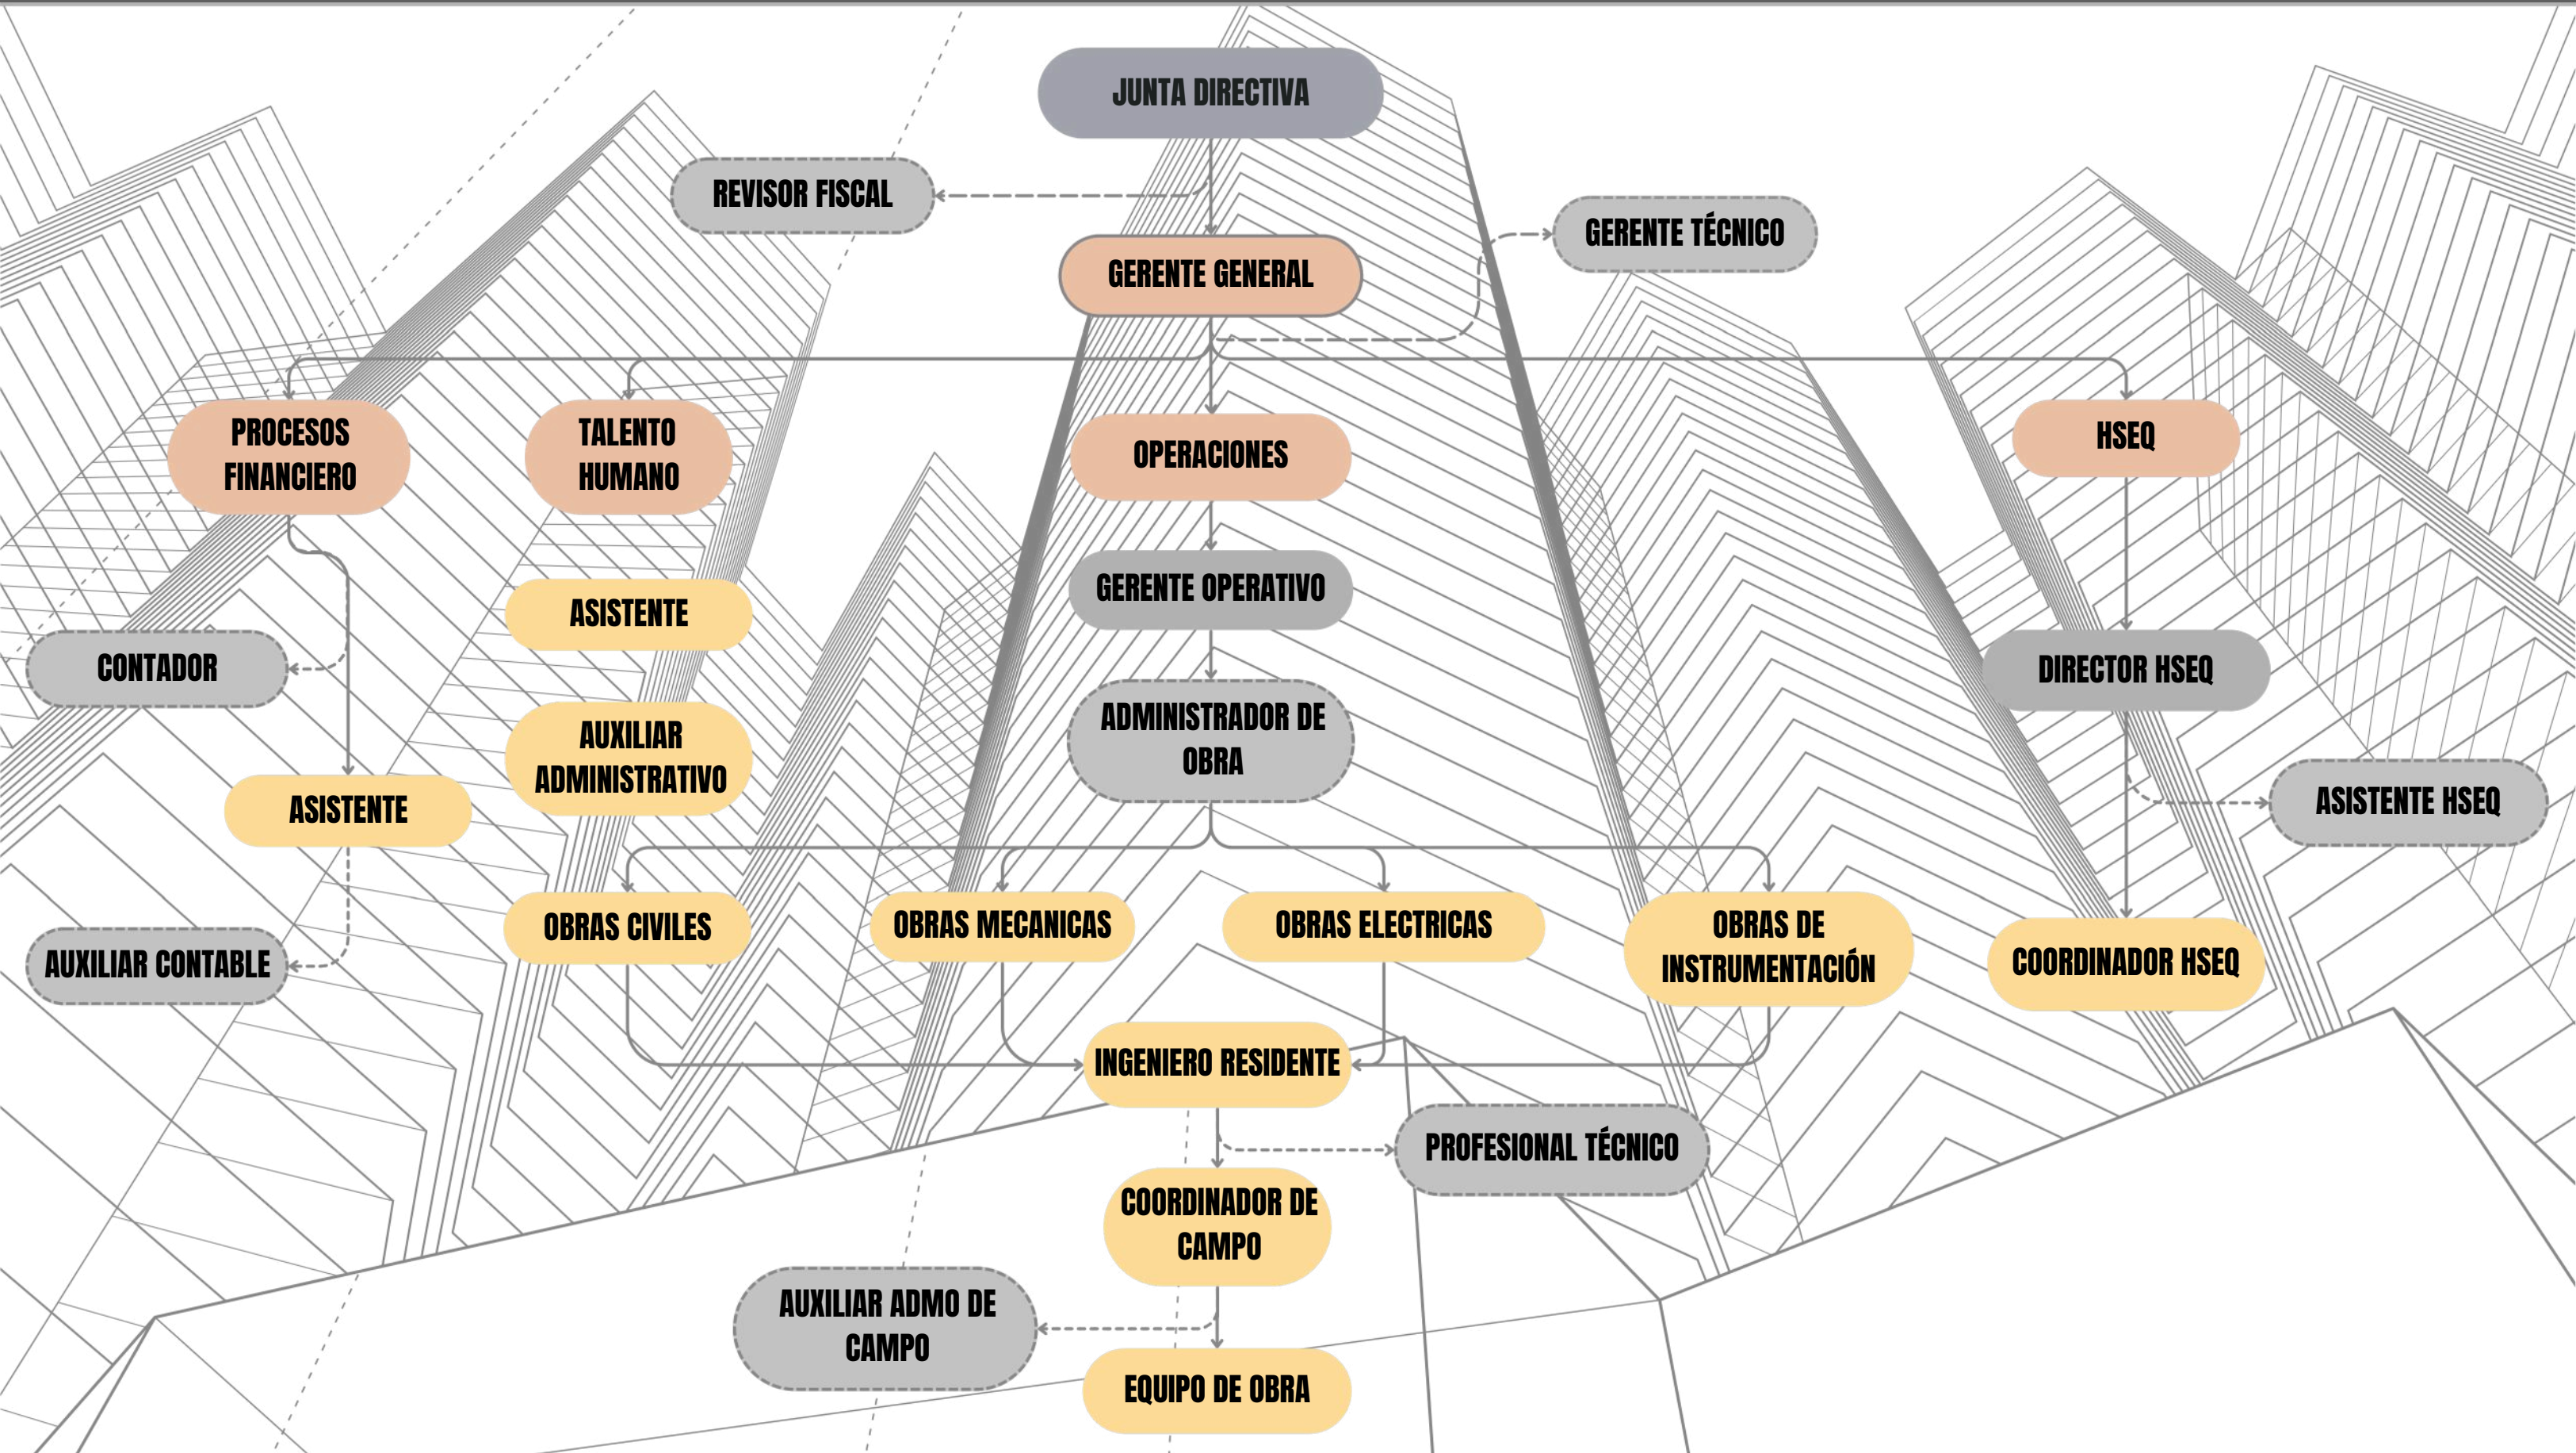 JUNTA DIRECTIVA
REVISOR FISCAL
GERENTE TÉCNICO
GERENTE GENERAL
PROCESOS
FINANCIERO
TALENTO
HUMANO
OPERACIONES
HSEQ
GERENTE OPERATIVO
ASISTENTE
CONTADOR
DIRECTOR HSEQ
AUXILIAR
ADMINISTRATIVO
ADMINISTRADOR DE
OBRA
ASISTENTE
ASISTENTE HSEQ
OBRAS CIVILES
OBRAS MECANICAS
OBRAS ELECTRICAS
OBRAS DE
INSTRUMENTACIÓN
COORDINADOR HSEQ
AUXILIAR CONTABLE
INGENIERO RESIDENTE
PROFESIONAL TÉCNICO
COORDINADOR DE
CAMPO
AUXILIAR ADMO DE
CAMPO
EQUIPO DE OBRA